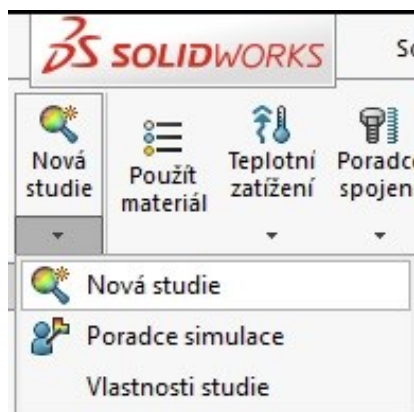 SOLIDWORKS
Nová studie
Použít materiál
Teplotní zatížení
Nová studie
Poradce simulace
Vlastnosti studie